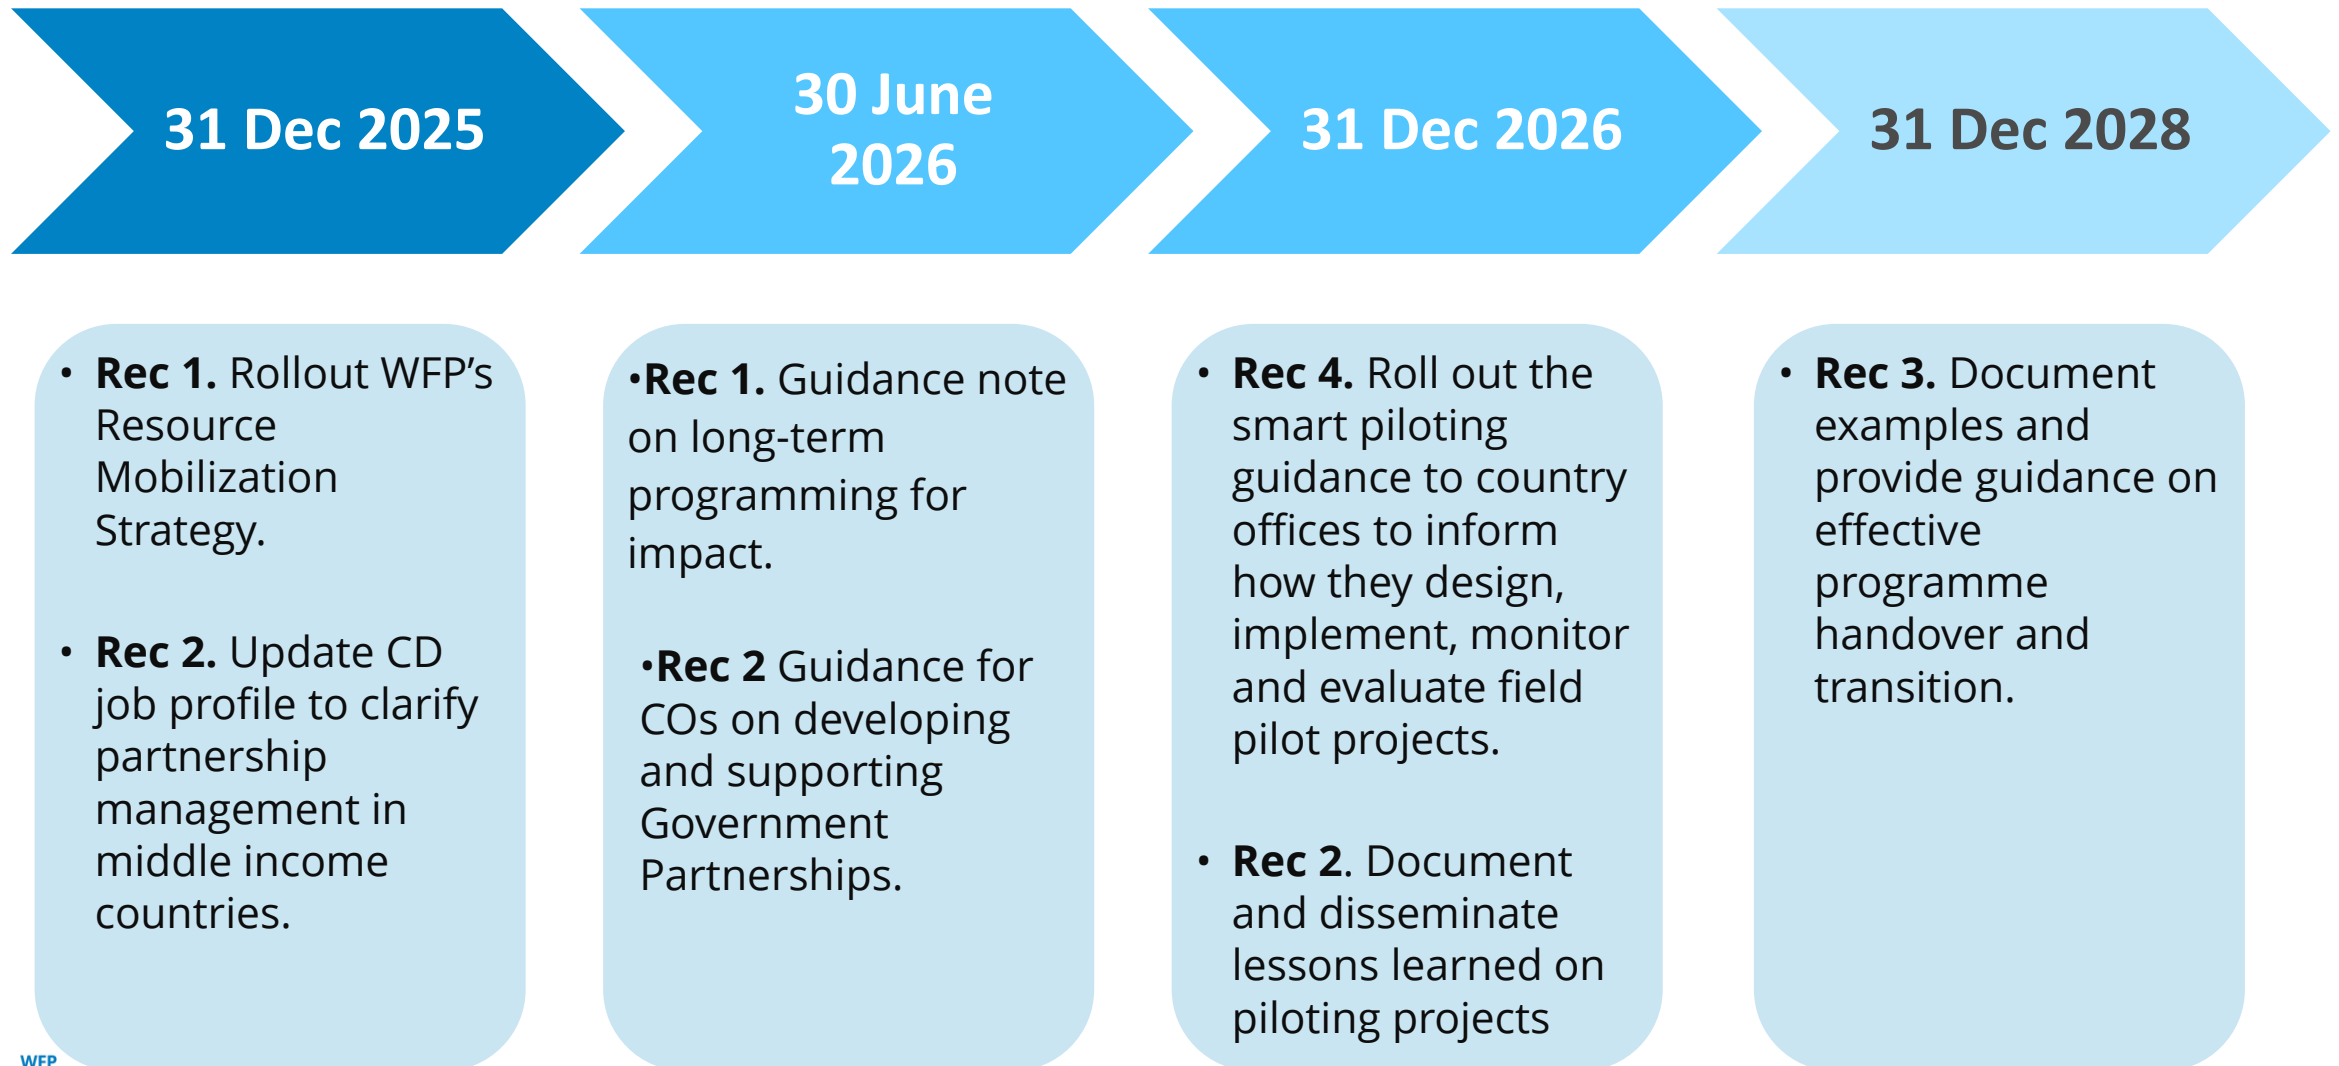 31 Dec 2025
30 June
2026
31 Dec 2026
31 Dec 2028
• Rec 1. Rollout WFP’s
Resource
Mobilization
Strategy.
• Rec 2. Update CD
job profile to clarify
partnership
management in
middle income
countries.
•Rec 1. Guidance note
on long-term
programming for
impact.
•Rec 2 Guidance for
COs on developing
and supporting
Government
Partnerships.
• Rec 4. Roll out the
smart piloting
guidance to country
offices to inform
how they design,
implement, monitor
and evaluate field
pilot projects.
• Rec 2. Document
and disseminate
lessons learned on
piloting projects
• Rec 3. Document
examples and
provide guidance on
effective
programme
handover and
transition.
WFP